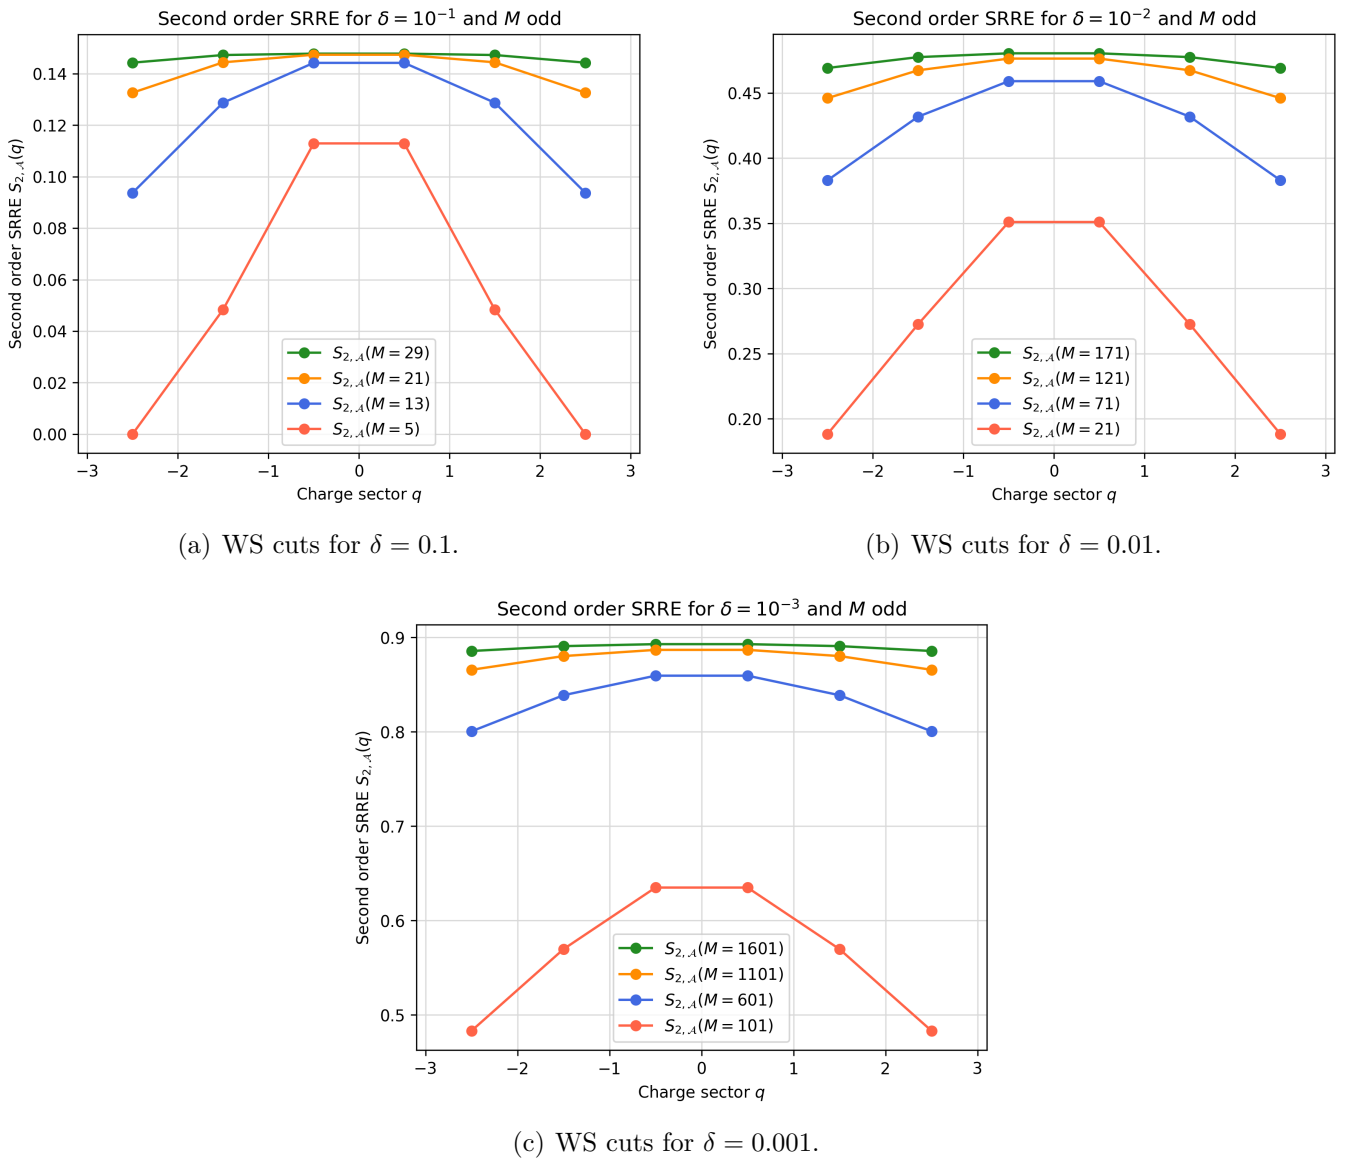 Second order SRRE for δ = 10⁻¹ and M odd
Second order SRRE S₂,𝒜(q)
0.14
0.12
0.10
0.08
0.06
0.04
0.02
0.00
S₂,𝒜(M = 29)
S₂,𝒜(M = 21)
S₂,𝒜(M = 13)
S₂,𝒜(M = 5)
−3 −2 −1 0 1 2 3
Charge sector q
(a) WS cuts for δ = 0.1.
Second order SRRE for δ = 10⁻² and M odd
Second order SRRE S₂,𝒜(q)
0.45
0.40
0.35
0.30
0.25
0.20
S₂,𝒜(M = 171)
S₂,𝒜(M = 121)
S₂,𝒜(M = 71)
S₂,𝒜(M = 21)
−3 −2 −1 0 1 2 3
Charge sector q
(b) WS cuts for δ = 0.01.
Second order SRRE for δ = 10⁻³ and M odd
Second order SRRE S₂,𝒜(q)
0.9
0.8
0.7
0.6
0.5
S₂,𝒜(M = 1601)
S₂,𝒜(M = 1101)
S₂,𝒜(M = 601)
S₂,𝒜(M = 101)
−3 −2 −1 0 1 2 3
Charge sector q
(c) WS cuts for δ = 0.001.